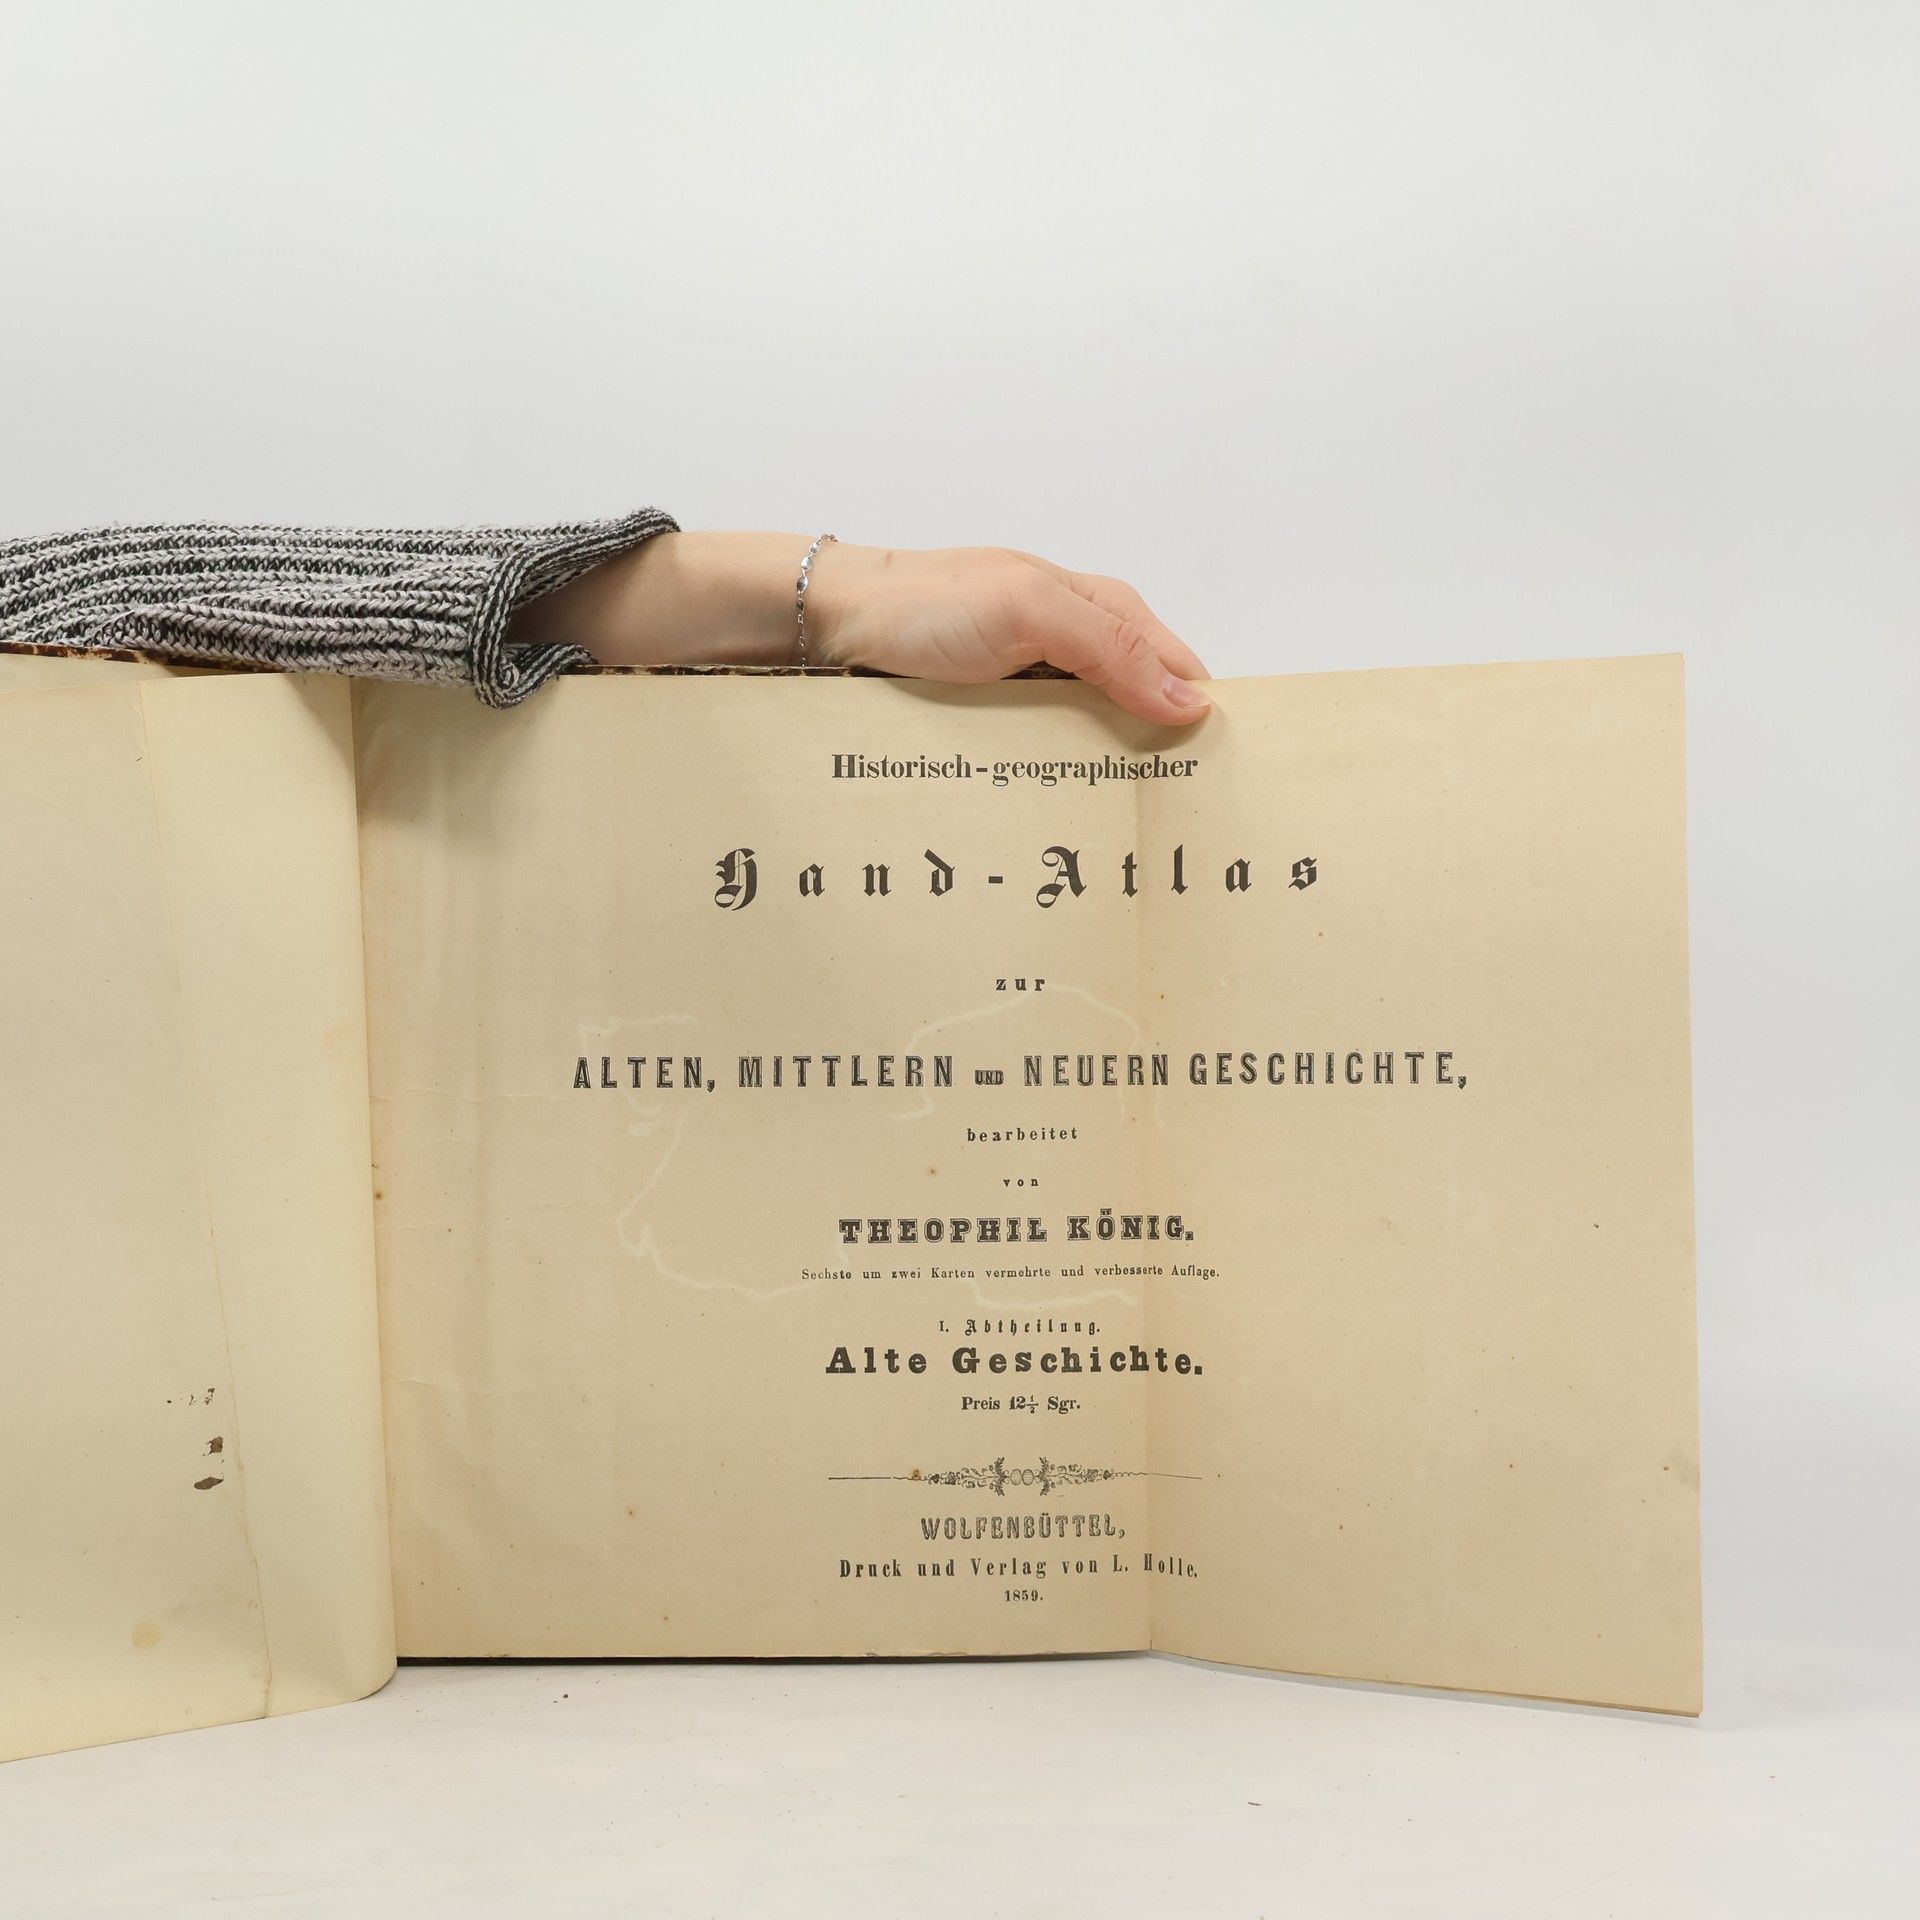 Historisch-geographischer
Hand-Atlas
zur
ALTEN, MITTLERN UND NEUERN GESCHICHTE,
bearbeitet
von
THEOPHIL KÖNIG.
Sechste um zwei Karten vermehrte und verbesserte Auflage.
I. Abtheilung.
Alte Geschichte.
Preis 12½ Sgr.
WOLFENBÜTTEL,
Druck und Verlag von L. Holle.
1859.